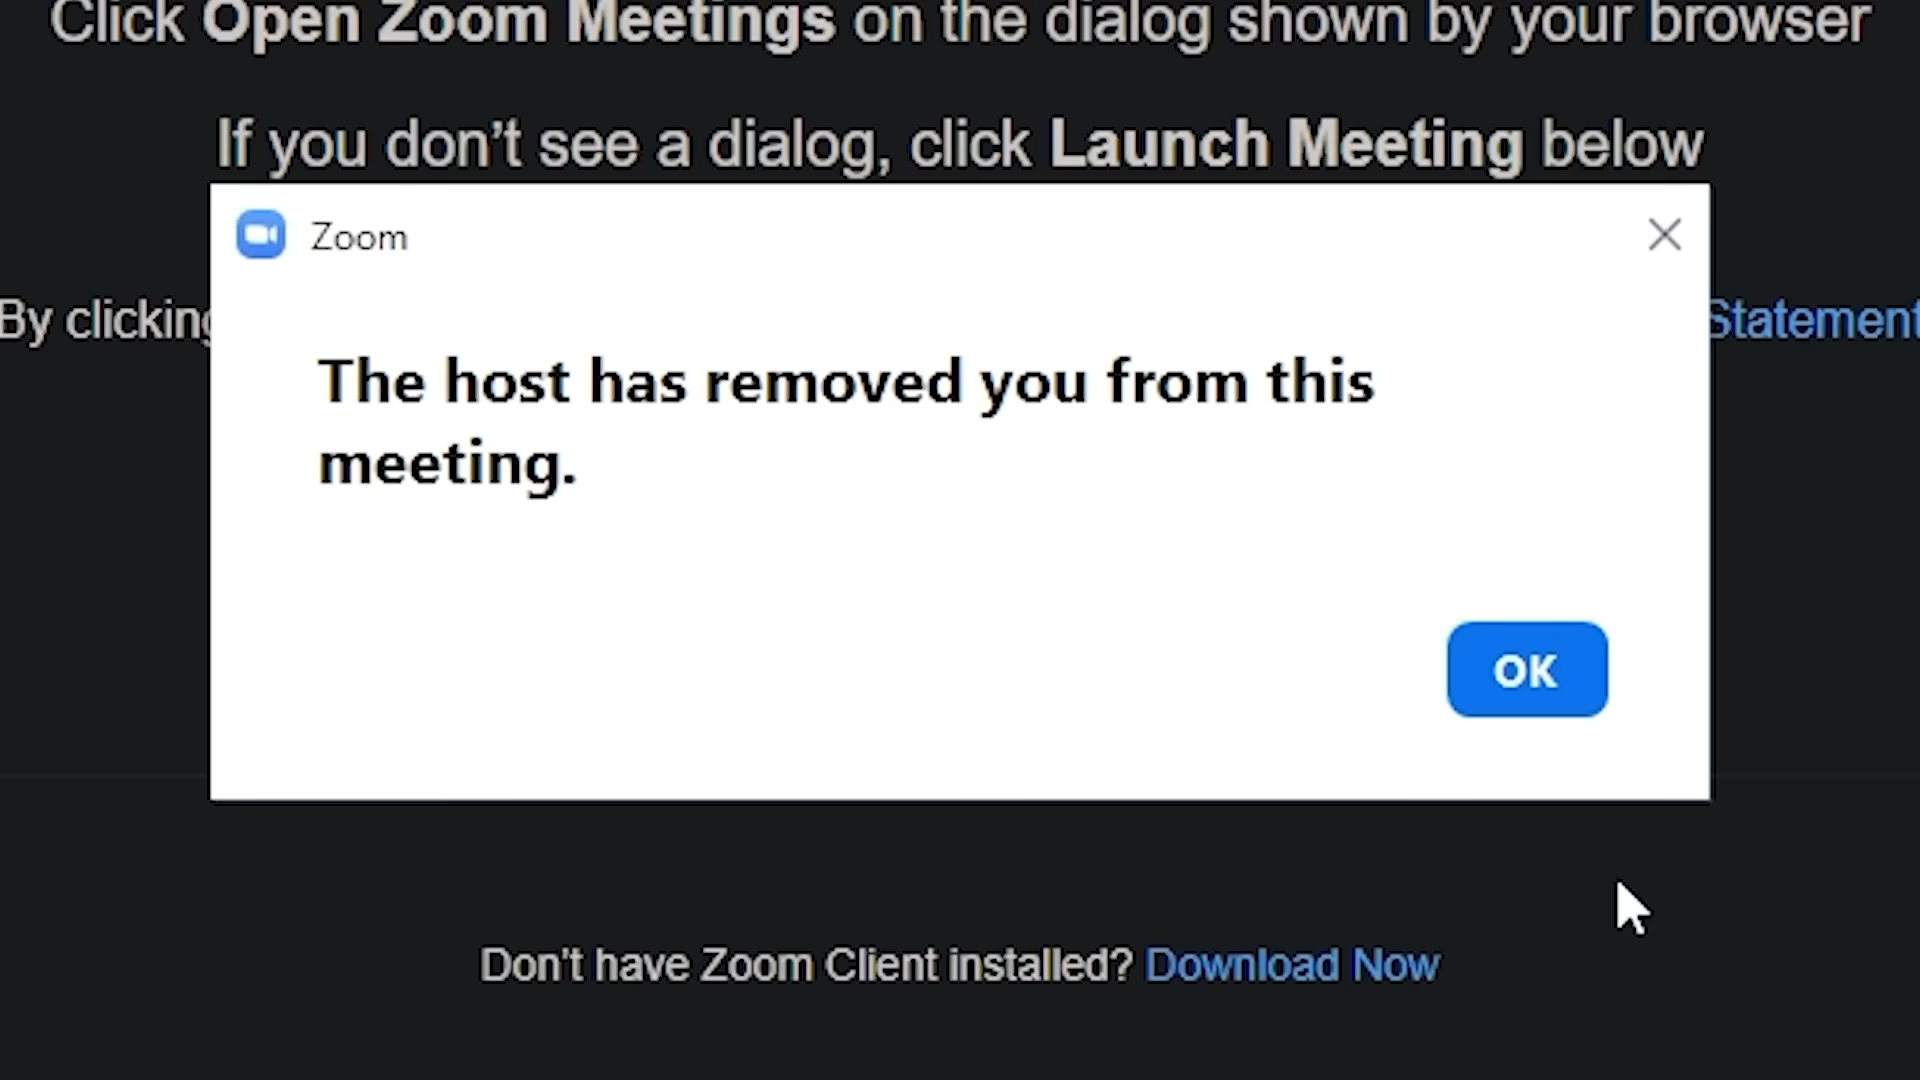 Click Open Zoom Meetings on the dialog shown by your browser
If you don’t see a dialog, click Launch Meeting below
Zoom
By clicking
Statement
The host has removed you from this
meeting.
OK
Don't have Zoom Client installed? Download Now